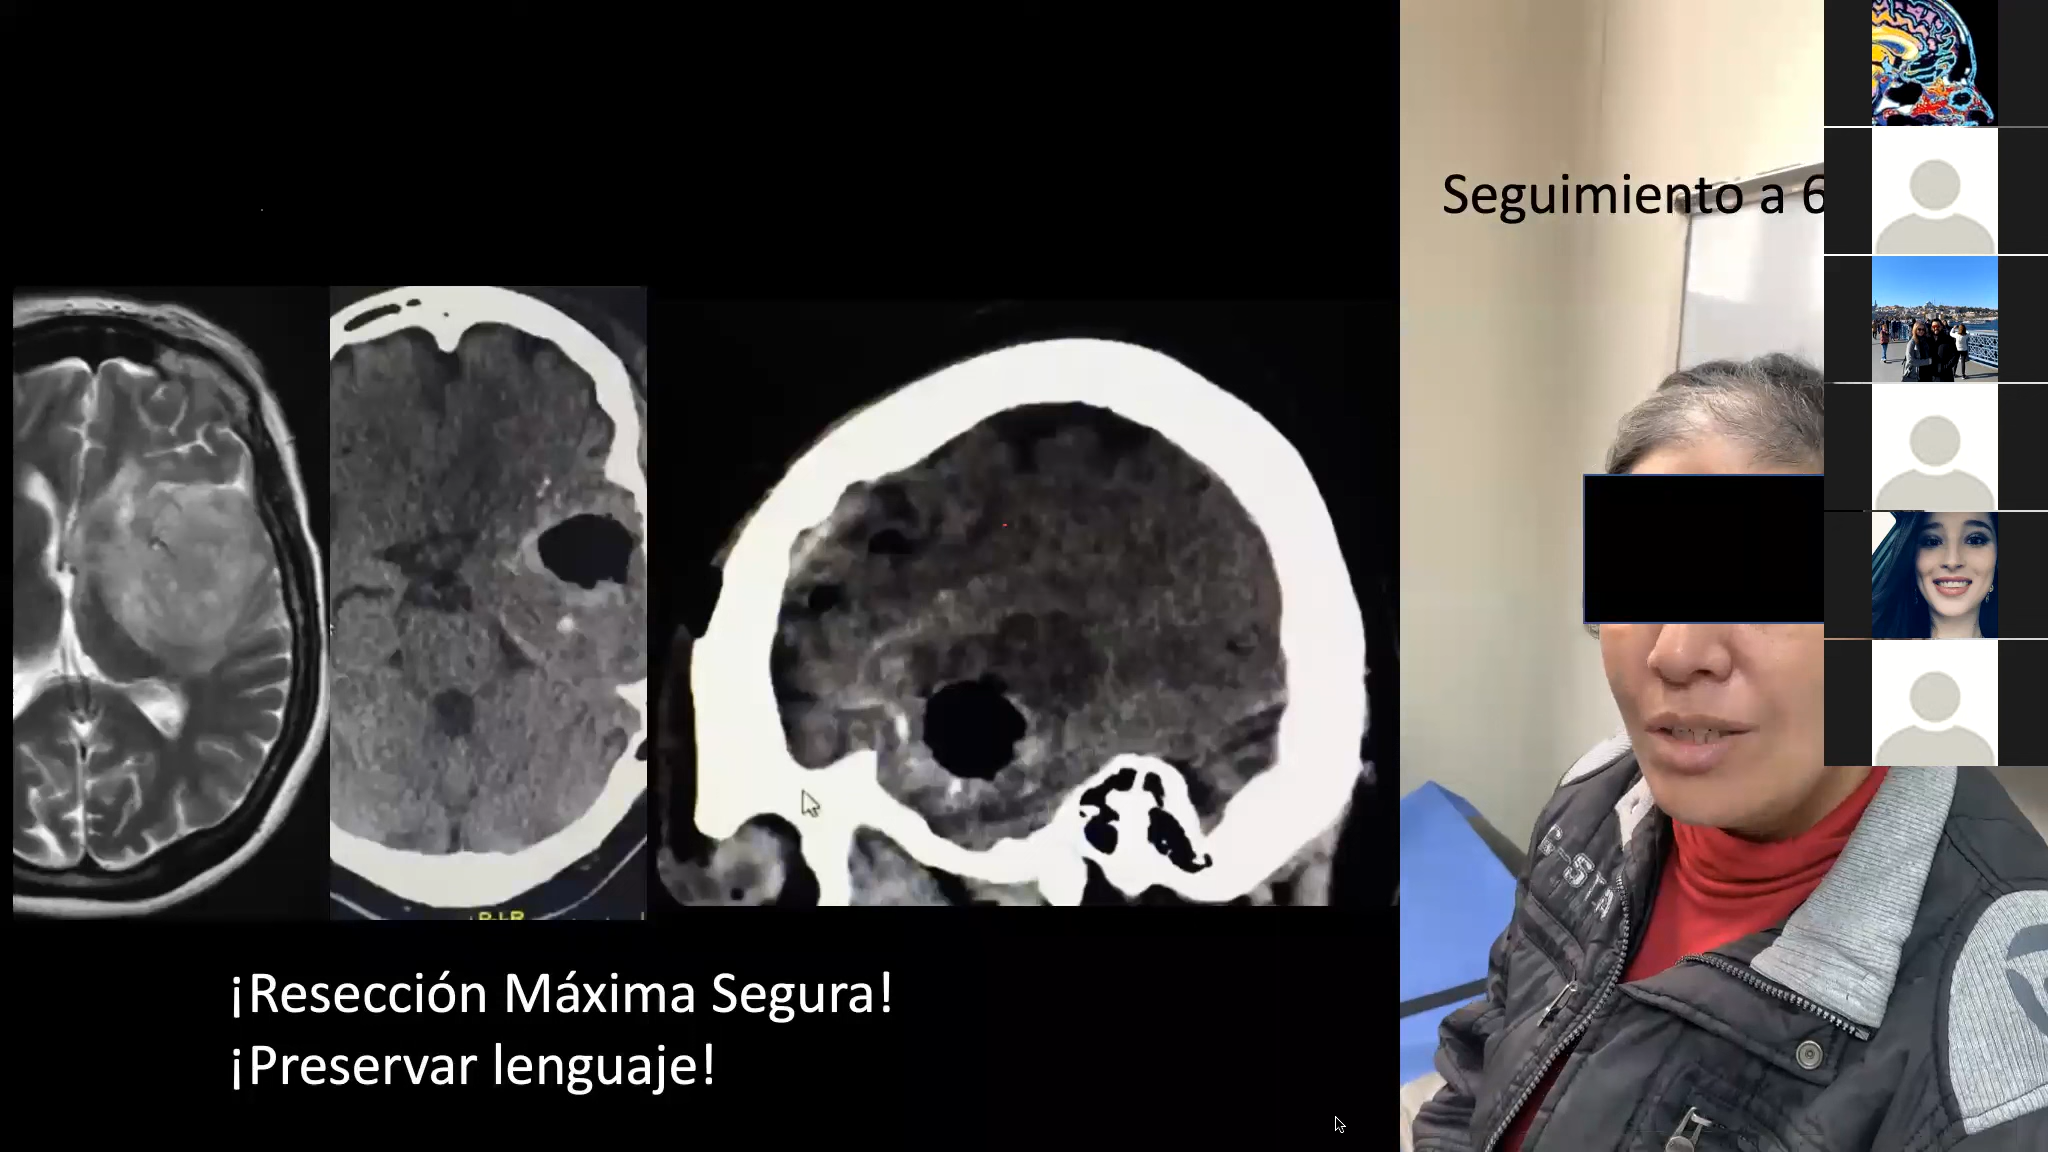 Seguimiento a 6
¡Resección Máxima Segura!
¡Preservar lenguaje!